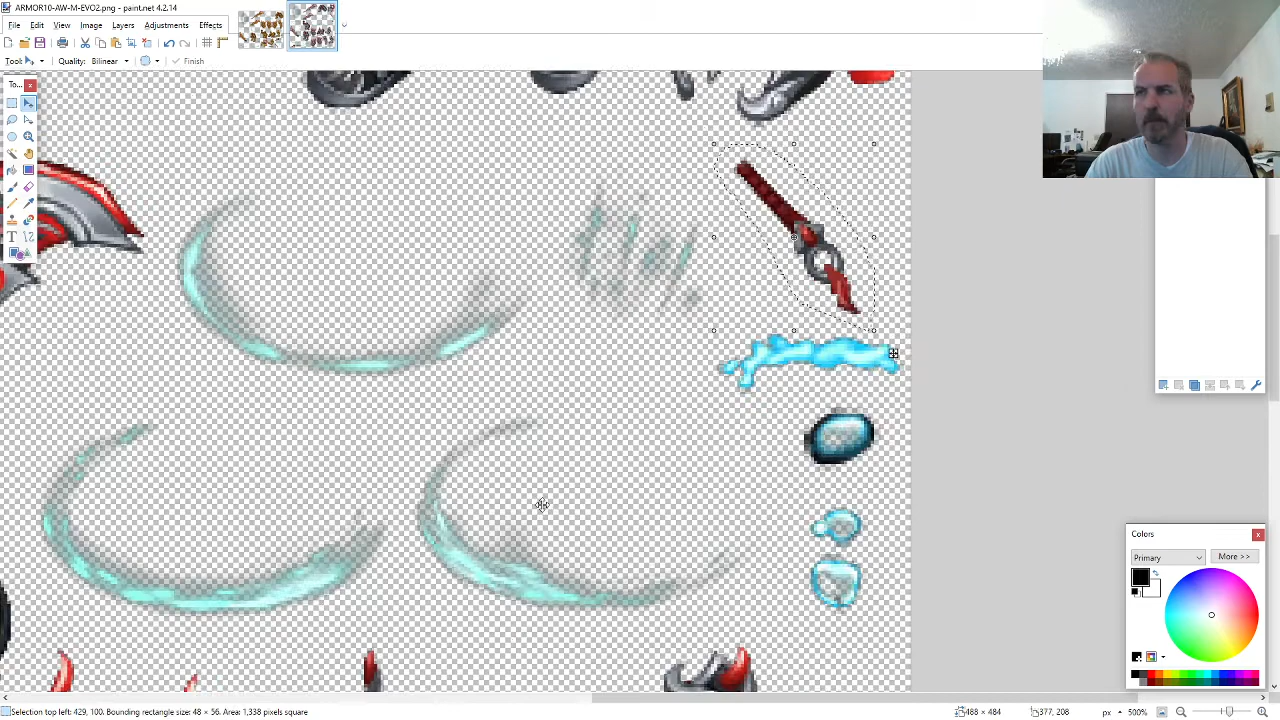 ARMOR10-AW-M-EVO2.png - paint.net 4.2.14
File Edit View Image Layers Adjustments Effects
Tool: Quality: Bilinear Finish
To...
Colors
Primary More >>
Selection top left: 429, 100. Bounding rectangle size: 48 × 56. Area: 1,338 pixels square
488 × 484 377, 208 px 500%